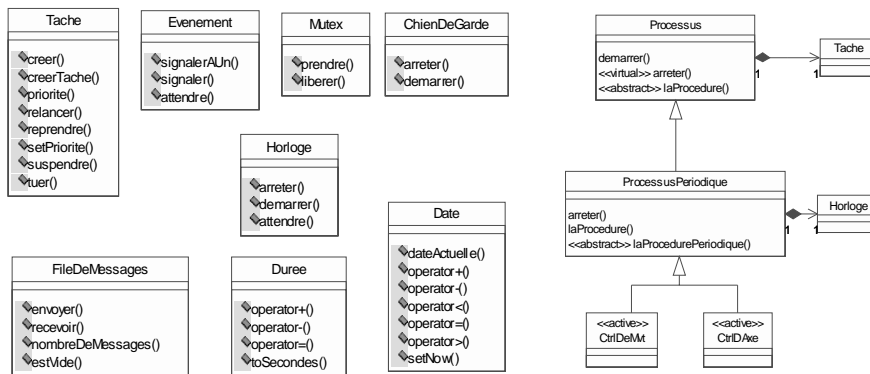 Tache
creer()
creerTache()
priorite()
relancer()
reprendre()
setPriorite()
suspendre()
tuer()
Evenement
signalerAUn()
signaler()
attendre()
Mutex
prendre()
liberer()
ChienDeGarde
arreter()
demarrer()
Horloge
arreter()
demarrer()
attendre()
Date
dateActuelle()
operator+()
operator-()
operator<()
operator=()
operator>()
setNow()
FileDeMessages
envoyer()
recevoir()
nombreDeMessages()
estVide()
Duree
operator+()
operator-()
operator=()
toSecondes()
Processus
demarrer()
<<virtual>> arreter()
<<abstract>> laProcedure()
1
1
Tache
ProcessusPeriodique
arreter()
laProcedure()
<<abstract>> laProcedurePeriodique()
1
1
Horloge
<<active>>
CtrlDeMvt
<<active>>
CtrlDAxe